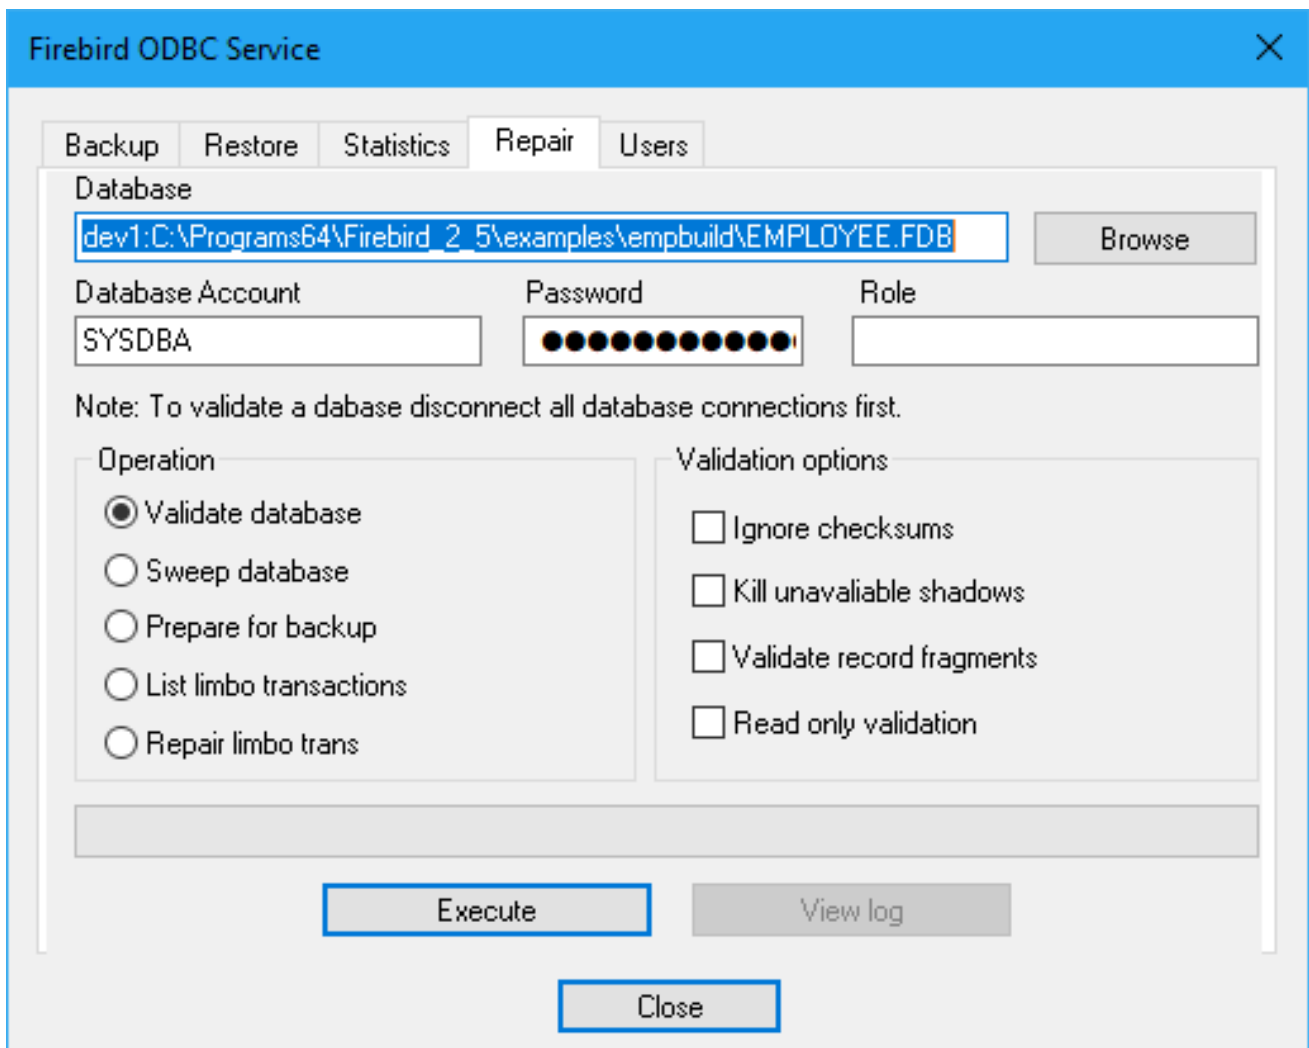 Firebird ODBC Service
Backup Restore Statistics Repair Users
Database
dev1:C:\Programs64\Firebird_2_5\examples\empbuild\EMPLOYEE.FDB Browse
Database Account Password Role
SYSDBA ●●●●●●●●●●●
Note: To validate a dabase disconnect all database connections first.
Operation
Validate database
Sweep database
Prepare for backup
List limbo transactions
Repair limbo trans
Validation options
Ignore checksums
Kill unavaliable shadows
Validate record fragments
Read only validation
Execute View log
Close